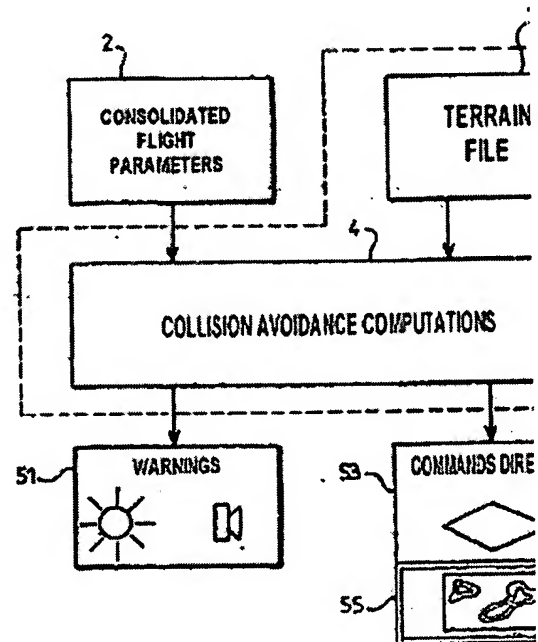 2
CONSOLIDATED
FLIGHT
PARAMETERS
TERRAIN
FILE
4
COLLISION AVOIDANCE COMPUTATIONS
51
WARNINGS
53
COMMANDS DIRE
55